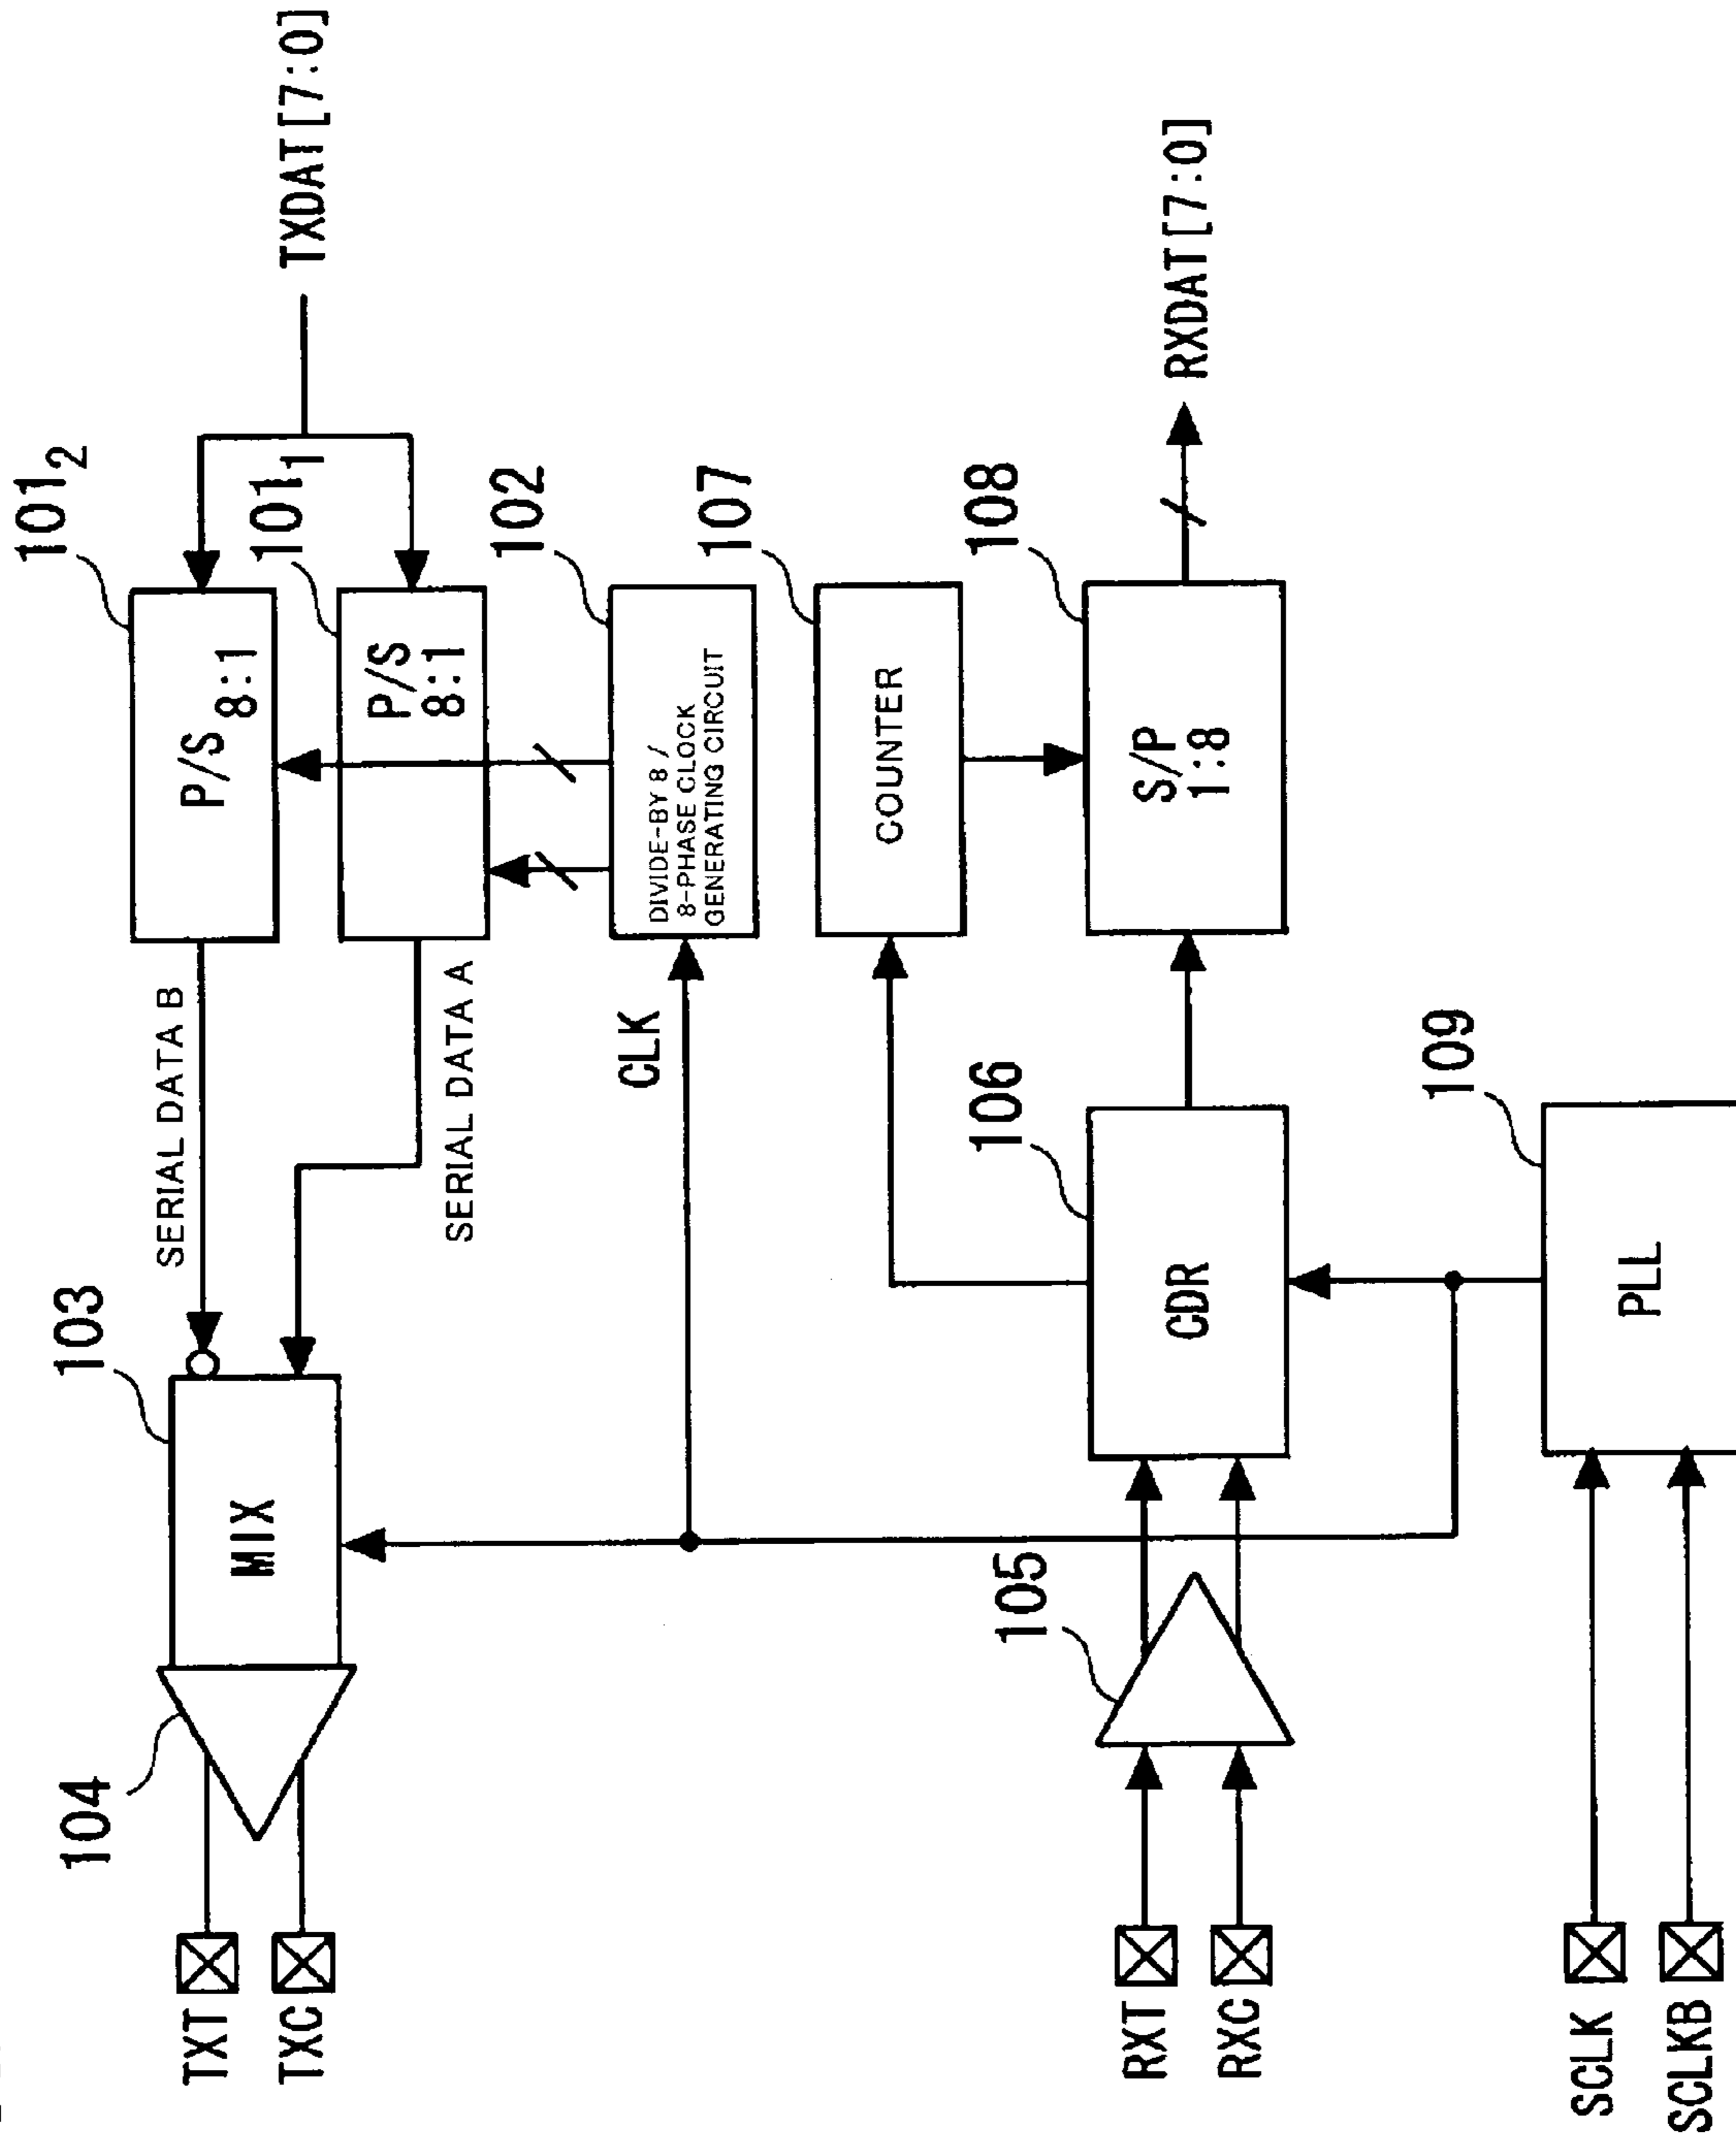 TXT
TXC
104
103
MIX
SERIAL DATA B
SERIAL DATA A
101₂
P/S
8:1
101₁
P/S
8:1
TXDAT[7:0]
CLK
102
DIVIDE-BY 8 /
8-PHASE CLOCK
GENERATING CIRCUIT
107
COUNTER
RXT
RXC
105
106
CDR
108
S/P
1:8
RXDAT[7:0]
SCLK
SCLKB
109
PLL